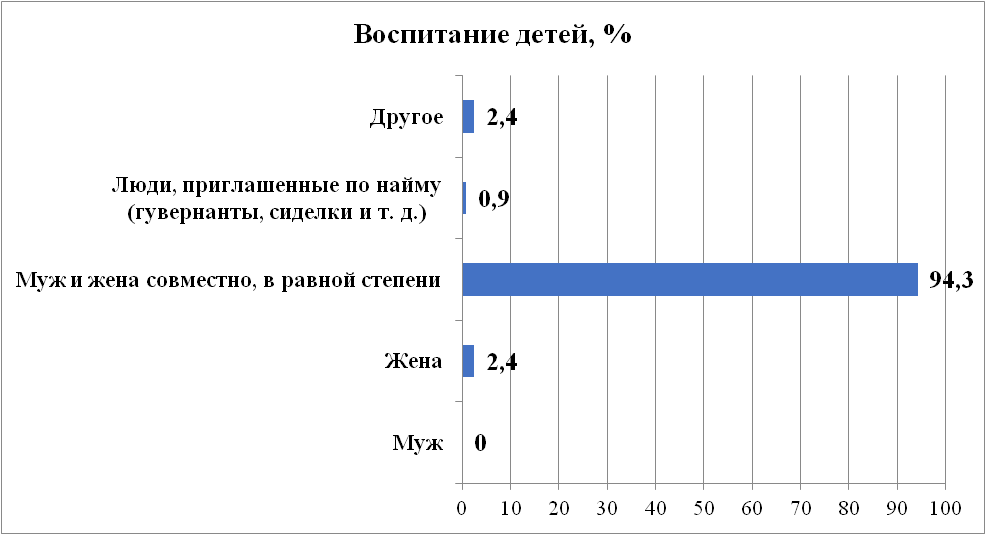 Воспитание детей, %
Другое
2,4
Люди, приглашенные по найму
(гувернанты, сиделки и т. д.)
0,9
Муж и жена совместно, в равной степени
94,3
Жена
2,4
Муж
0
0 10 20 30 40 50 60 70 80 90 100